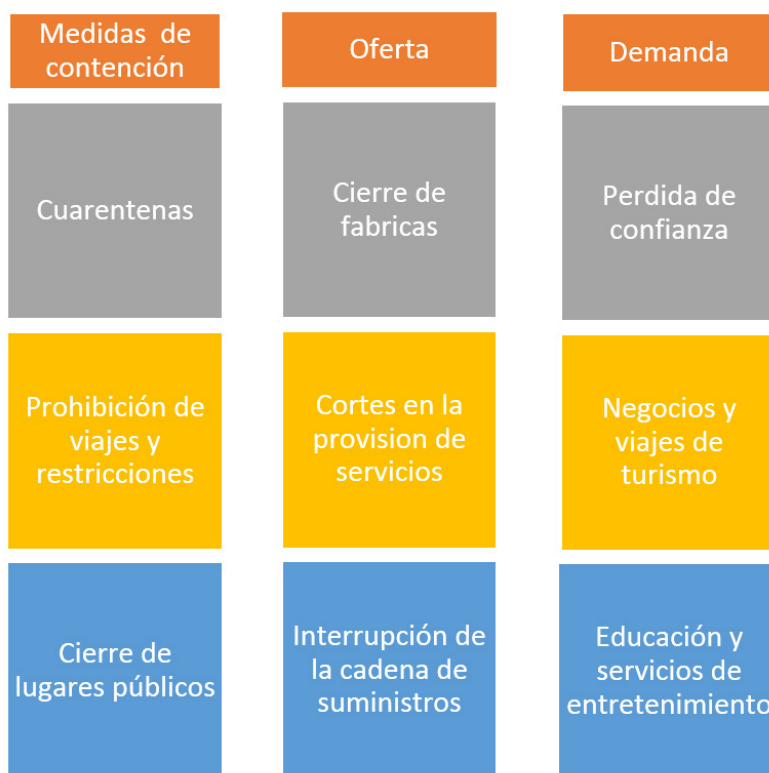 Medidas de
contención
Oferta
Demanda
Cuarentenas
Cierre de
fabricas
Perdida de
confianza
Prohibición de
viajes y
restricciones
Cortes en la
provision de
servicios
Negocios y
viajes de
turismo
Cierre de
lugares públicos
Interrupción de
la cadena de
suministros
Educación y
servicios de
entretenimiento